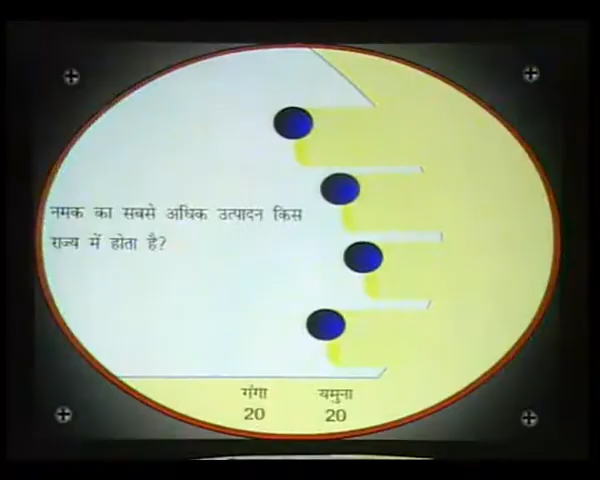 नमक का सबसे अधिक उत्पादन किस
राज्य में होता है?
गंगा यमुना
20 20